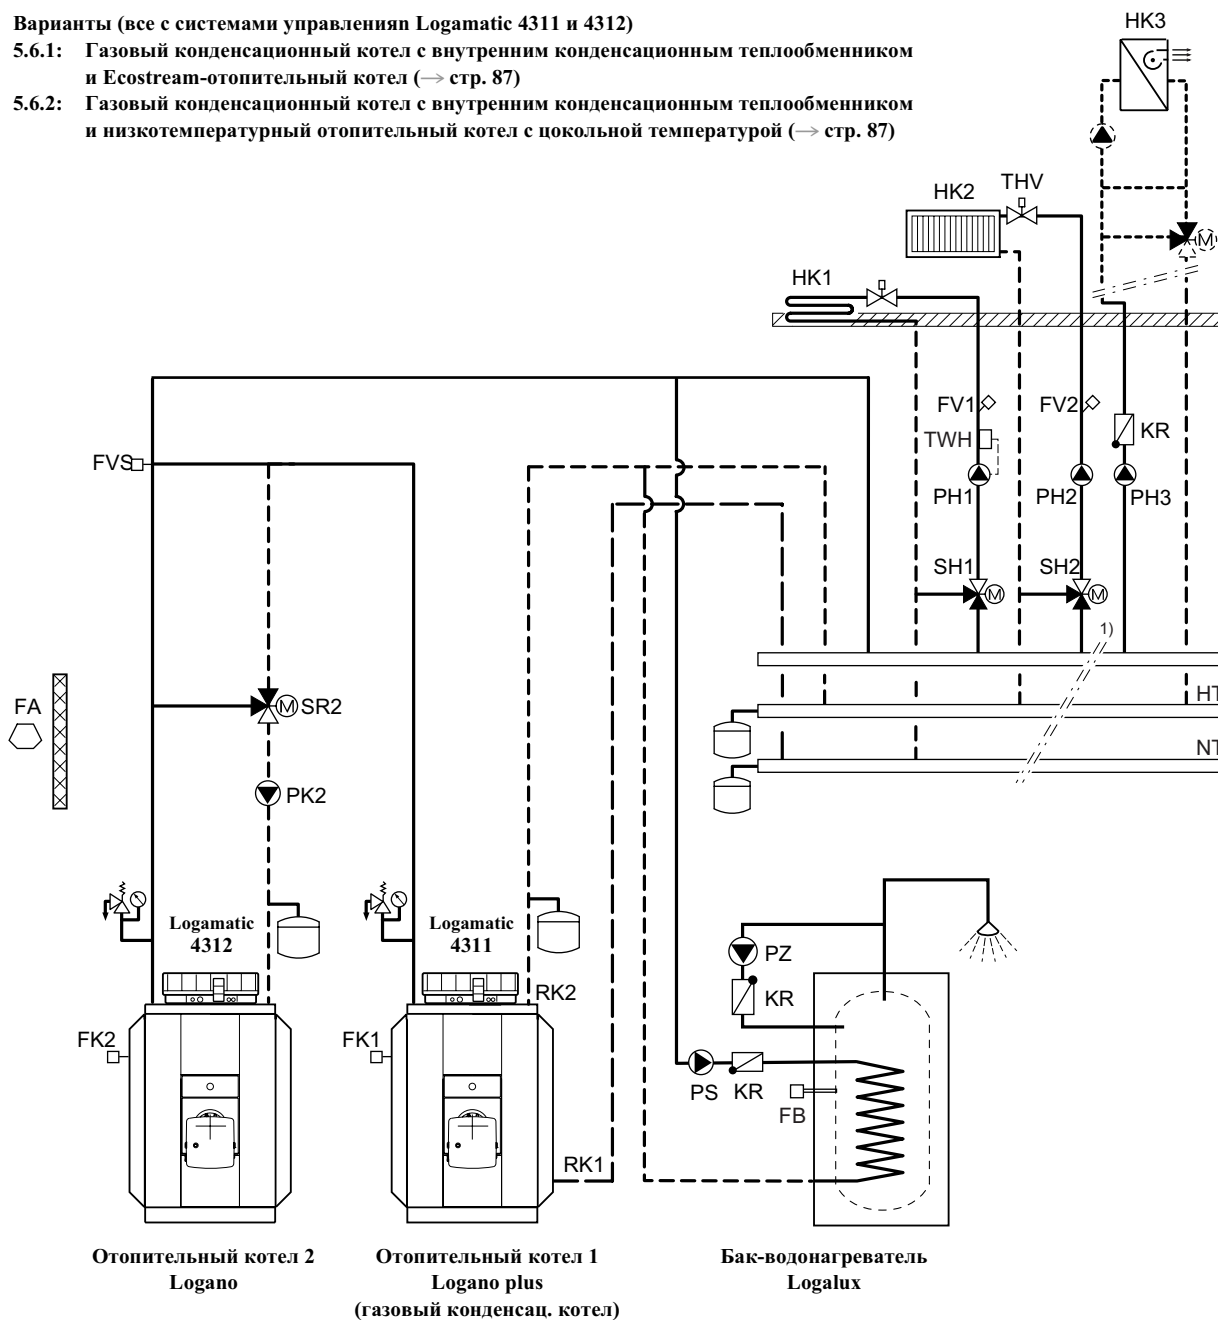 Варианты (все с системами управленияn Logamatic 4311 и 4312)
5.6.1: Газовый конденсационный котел с внутренним конденсационным теплообменником
и Ecostream-отопительный котел (→ стр. 87)
5.6.2: Газовый конденсационный котел с внутренним конденсационным теплообменником
и низкотемпературный отопительный котел с цокольной температурой (→ стр. 87)
HK3
THV
HK2
M
HK1
FV1
FV2
KR
TWH
FVS
PH1
PH2
PH3
SH1
SH2
M
M
1)
FA
M
SR2
HT
NT
PK2
Logamatic
4312
Logamatic
4311
PZ
KR
RK2
FK2
FK1
PS
KR
FB
RK1
Отопительный котел 2
Logano
Отопительный котел 1
Logano plus
(газовый конденсац. котел)
Бак-водонагреватель
Logalux